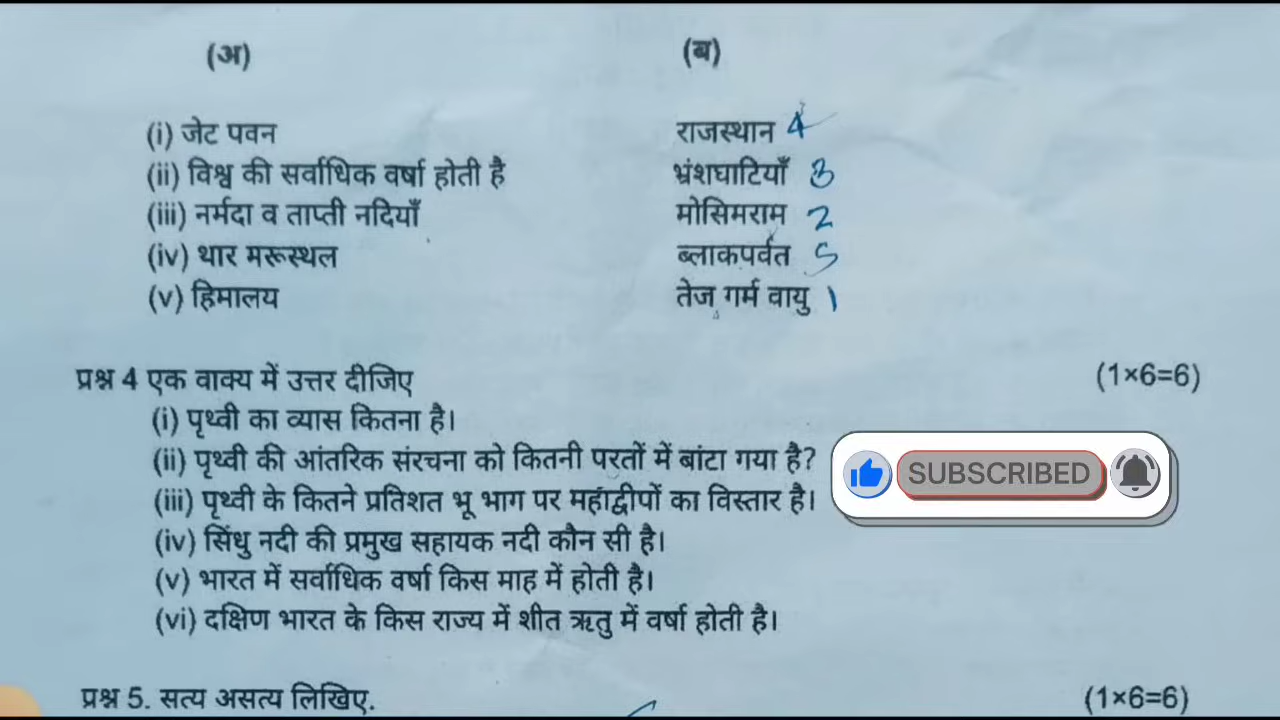 (अ) (ब)
(i) जेट पवन राजस्थान 4
(ii) विश्व की सर्वाधिक वर्षा होती है भ्रंशघाटियाँ 3
(iii) नर्मदा व ताप्ती नदियाँ मोसिमराम 2
(iv) थार मरूस्थल ब्लाकपर्वत 5
(v) हिमालय तेज गर्म वायु 1
प्रश्न 4 एक वाक्य में उत्तर दीजिए (1×6=6)
(i) पृथ्वी का व्यास कितना है।
(ii) पृथ्वी की आंतरिक संरचना को कितनी परतों में बांटा गया है?
SUBSCRIBED
(iii) पृथ्वी के कितने प्रतिशत भू भाग पर महाद्वीपों का विस्तार है।
(iv) सिंधु नदी की प्रमुख सहायक नदी कौन सी है।
(v) भारत में सर्वाधिक वर्षा किस माह में होती है।
(vi) दक्षिण भारत के किस राज्य में शीत ऋतु में वर्षा होती है।
प्रश्न 5. सत्य असत्य लिखिए. (1×6=6)